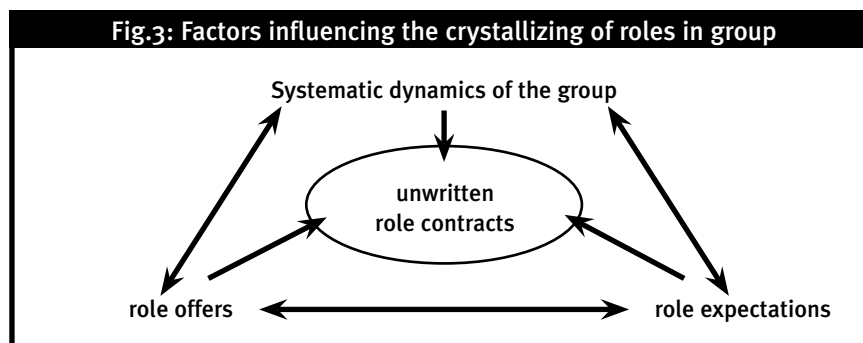 Fig.3: Factors influencing the crystallizing of roles in group
Systematic dynamics of the group
unwritten
role contracts
role offers
role expectations